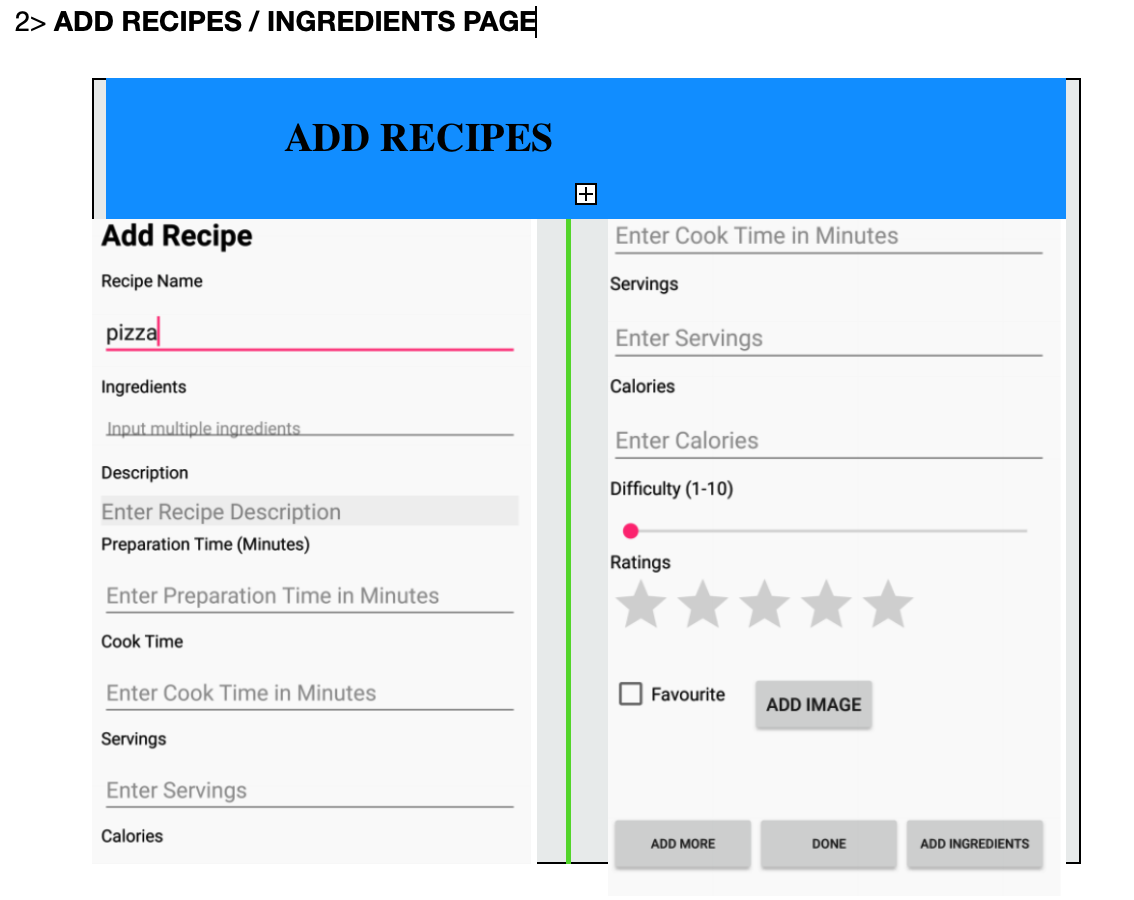 2> ADD RECIPES / INGREDIENTS PAGE
ADD RECIPES
Add Recipe
Recipe Name
pizza
Ingredients
Input multiple ingredients
Description
Enter Recipe Description
Preparation Time (Minutes)
Enter Preparation Time in Minutes
Cook Time
Enter Cook Time in Minutes
Servings
Enter Servings
Calories
Enter Cook Time in Minutes
Servings
Enter Servings
Calories
Enter Calories
Difficulty (1-10)
Ratings
Favourite
ADD IMAGE
ADD MORE
DONE
ADD INGREDIENTS